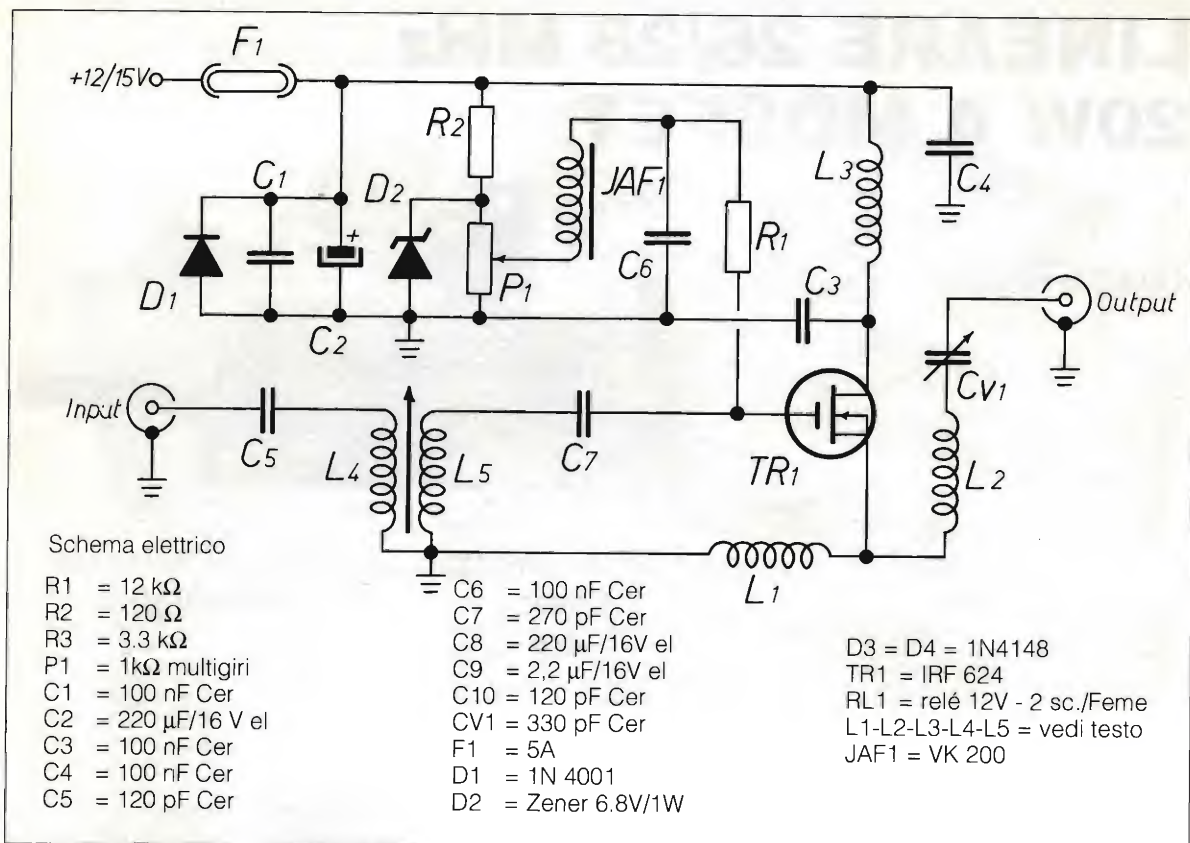 F1
+12/15V
R2
L3
C4
C1
D2
JAF1
C6
R1
D1
P1
C3
C2
Output
CV1
Input
C5
L4
L5
C7
TR1
L2
L1
Schema elettrico
R1 = 12 kΩ
R2 = 120 Ω
R3 = 3.3 kΩ
P1 = 1kΩ multigiri
C1 = 100 nF Cer
C2 = 220 µF/16 V el
C3 = 100 nF Cer
C4 = 100 nF Cer
C5 = 120 pF Cer
C6 = 100 nF Cer
C7 = 270 pF Cer
C8 = 220 µF/16V el
C9 = 2,2 µF/16V el
C10 = 120 pF Cer
CV1 = 330 pF Cer
F1 = 5A
D1 = 1N 4001
D2 = Zener 6.8V/1W
D3 = D4 = 1N4148
TR1 = IRF 624
RL1 = relé 12V - 2 sc./Feme
L1-L2-L3-L4-L5 = vedi testo
JAF1 = VK 200